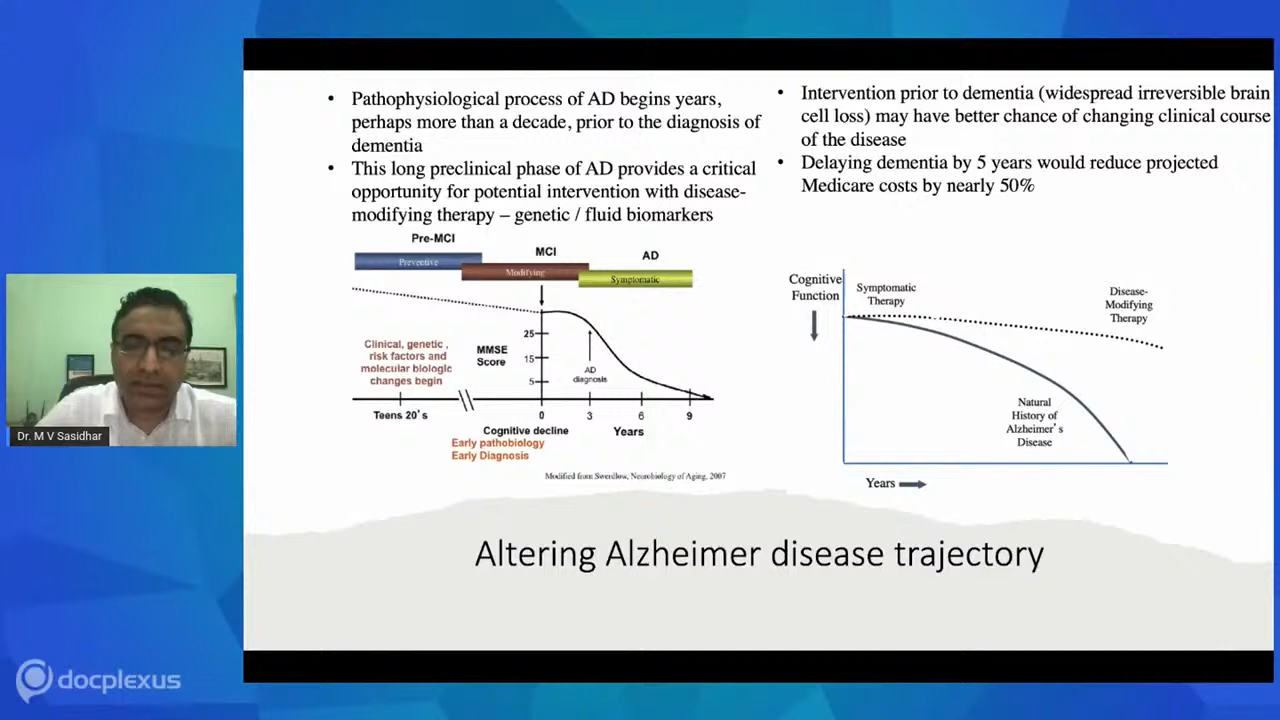 • Pathophysiological process of AD begins years,
perhaps more than a decade, prior to the diagnosis of
dementia
• This long preclinical phase of AD provides a critical
opportunity for potential intervention with disease-
modifying therapy – genetic / fluid biomarkers
• Intervention prior to dementia (widespread irreversible brain
cell loss) may have better chance of changing clinical course
of the disease
• Delaying dementia by 5 years would reduce projected
Medicare costs by nearly 50%
Pre-MCI
MCI
AD
Preventive
Modifying
Symptomatic
Clinical, genetic ,
risk factors and
molecular biologic
changes begin
MMSE
Score
25
15
5
AD
diagnosis
Teens 20's
0
3
6
9
Cognitive decline
Years
Early pathobiology
Early Diagnosis
Modified from Swerdlow, Neurobiology of Aging, 2007
Cognitive
Function
Symptomatic
Therapy
Disease-
Modifying
Therapy
Natural
History of
Alzheimer's
Disease
Years
Altering Alzheimer disease trajectory
Dr. M V Sasidhar
docplexus